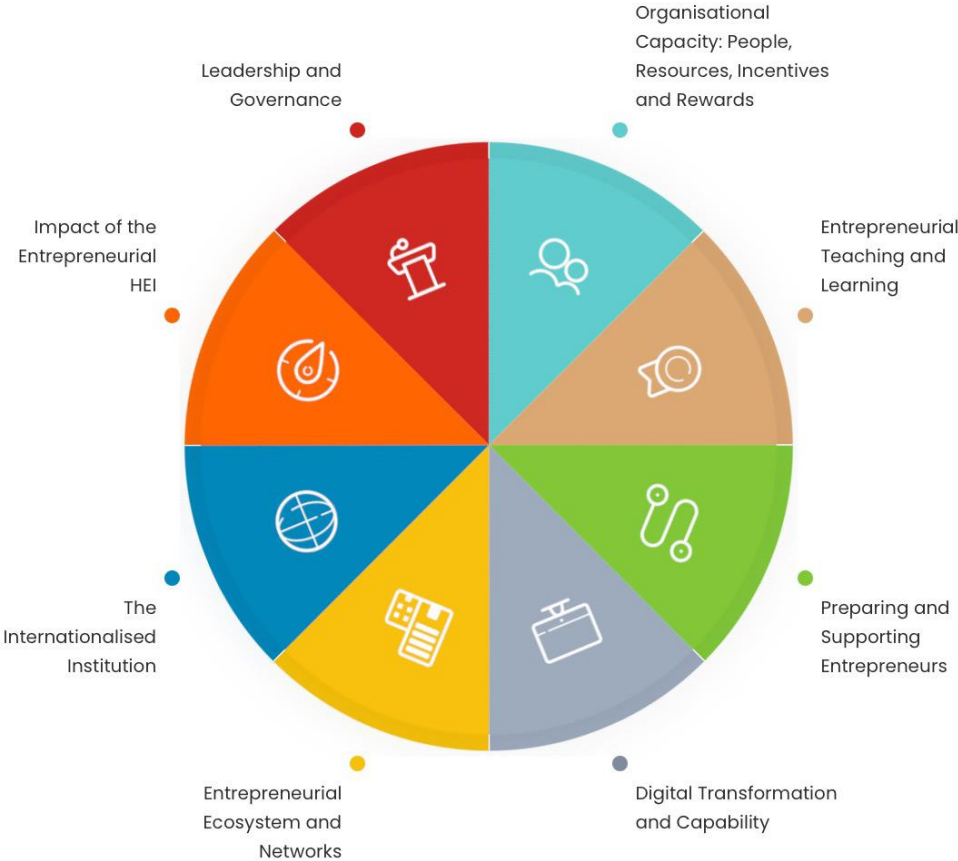 Organisational
Capacity: People,
Resources, Incentives
and Rewards
Leadership and
Governance
Impact of the
Entrepreneurial
HEI
Entrepreneurial
Teaching and
Learning
The
Internationalised
Institution
Preparing and
Supporting
Entrepreneurs
Entrepreneurial
Ecosystem and
Networks
Digital Transformation
and Capability